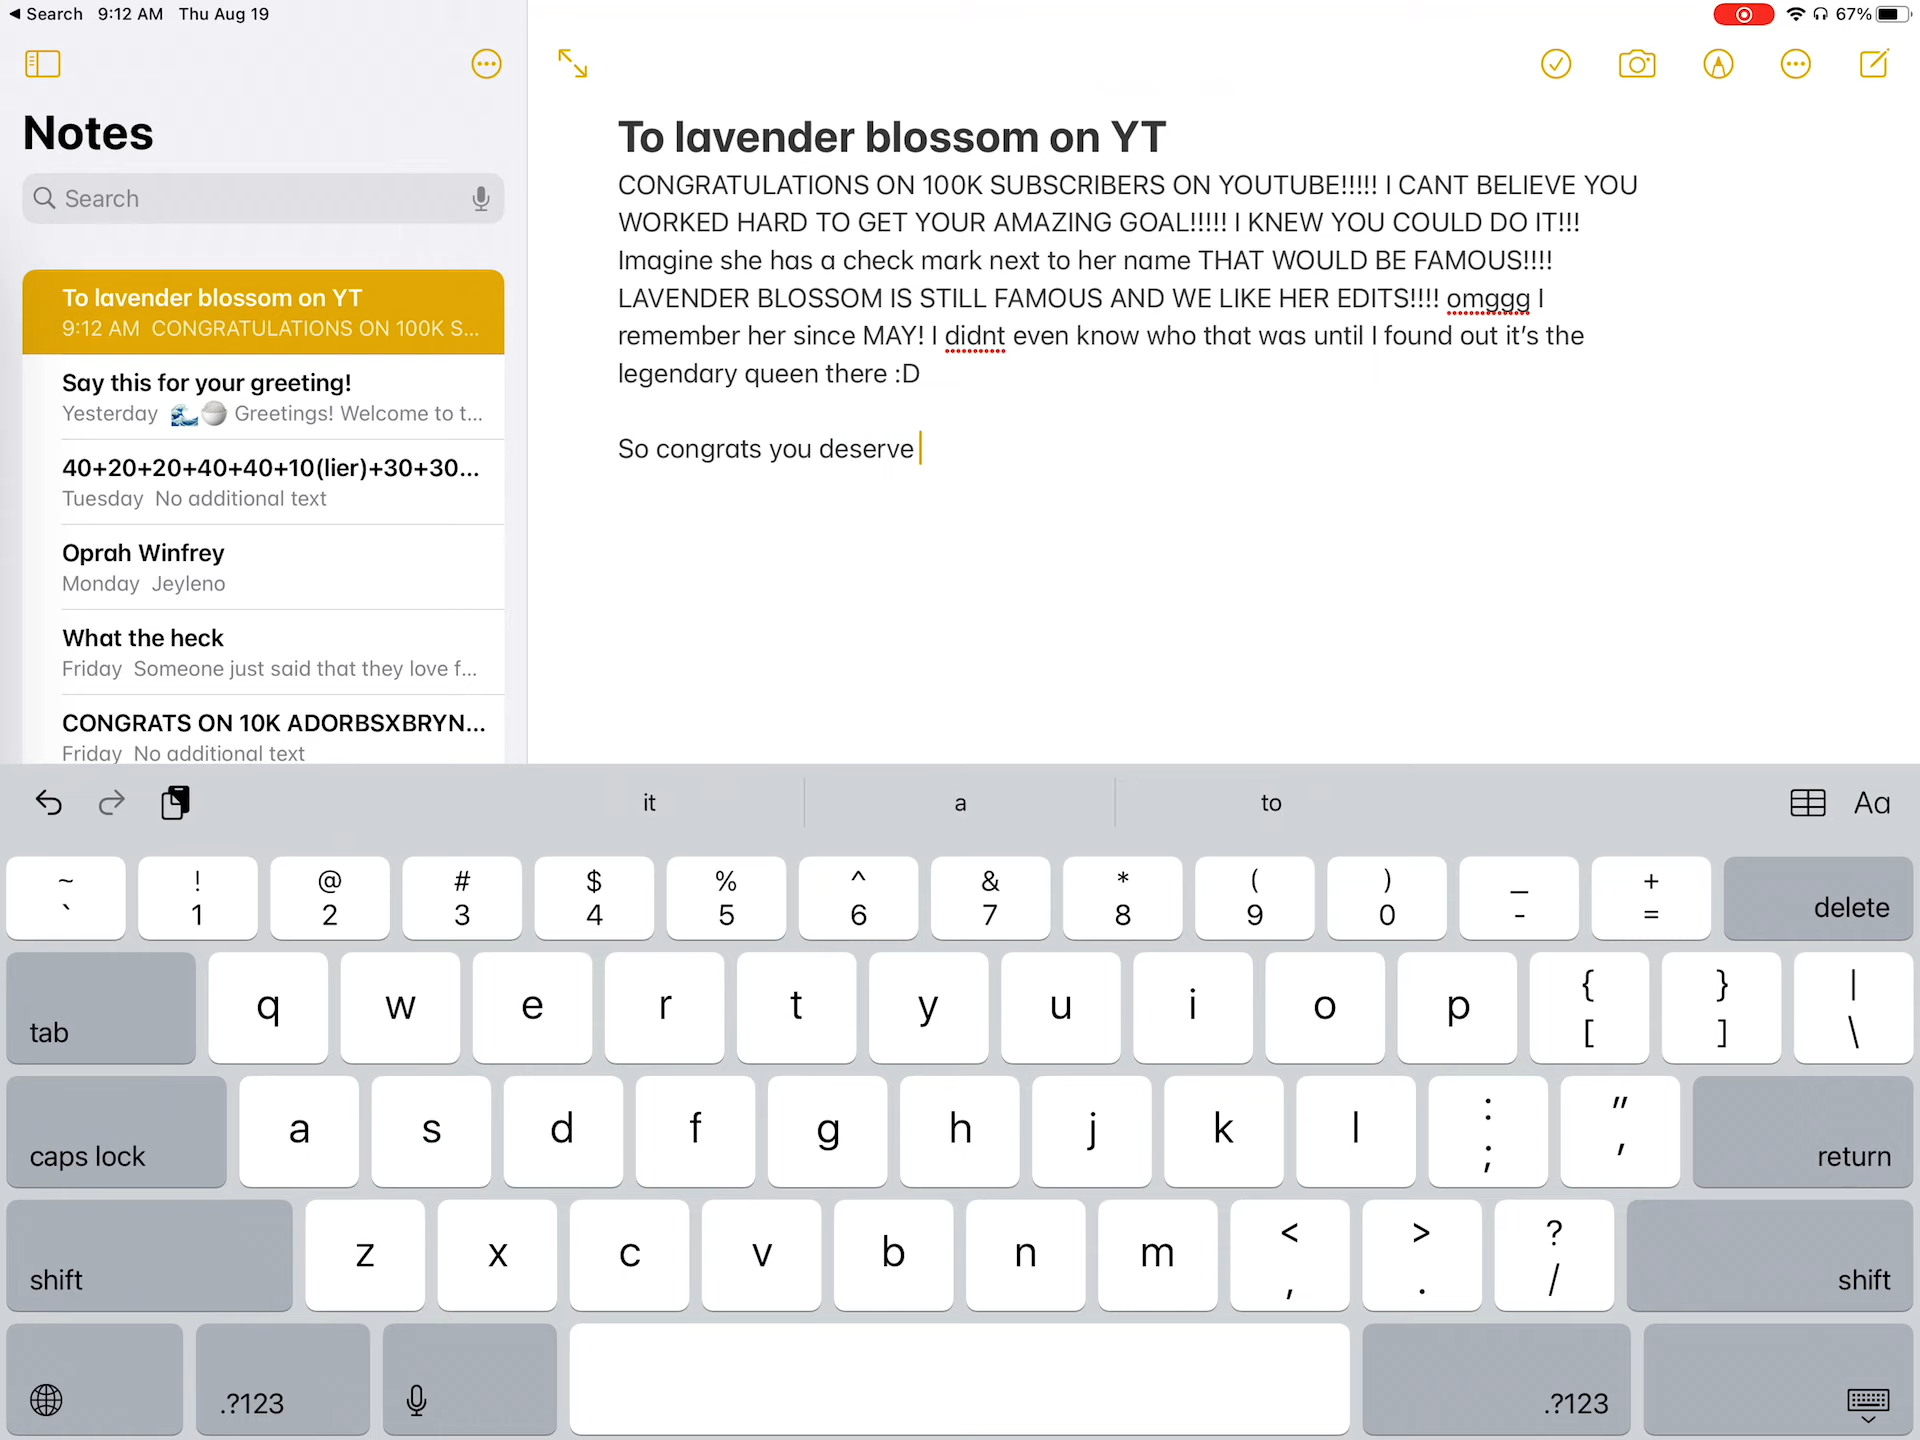 Search 9:12 AM Thu Aug 19
67%
Notes
Search
To lavender blossom on YT
9:12 AM CONGRATULATIONS ON 100K S...
Say this for your greeting!
Yesterday 🌊🍚 Greetings! Welcome to t...
40+20+20+40+40+10(lier)+30+30...
Tuesday No additional text
Oprah Winfrey
Monday Jeyleno
What the heck
Friday Someone just said that they love f...
CONGRATS ON 10K ADORBSXBRYN...
Friday No additional text
To lavender blossom on YT
CONGRATULATIONS ON 100K SUBSCRIBERS ON YOUTUBE!!!!! I CANT BELIEVE YOU
WORKED HARD TO GET YOUR AMAZING GOAL!!!!! I KNEW YOU COULD DO IT!!!
Imagine she has a check mark next to her name THAT WOULD BE FAMOUS!!!!
LAVENDER BLOSSOM IS STILL FAMOUS AND WE LIKE HER EDITS!!!! omggg I
remember her since MAY! I didnt even know who that was until I found out it’s the
legendary queen there :D
So congrats you deserve
it a to Aa
~ ! @ # $ % ^ & * ( ) _ +
` 1 2 3 4 5 6 7 8 9 0 - = delete
tab q w e r t y u i o p { [ } ] | \
caps lock a s d f g h j k l : ; " ' return
shift z x c v b n m < , > . ? / shift
.?123 .?123